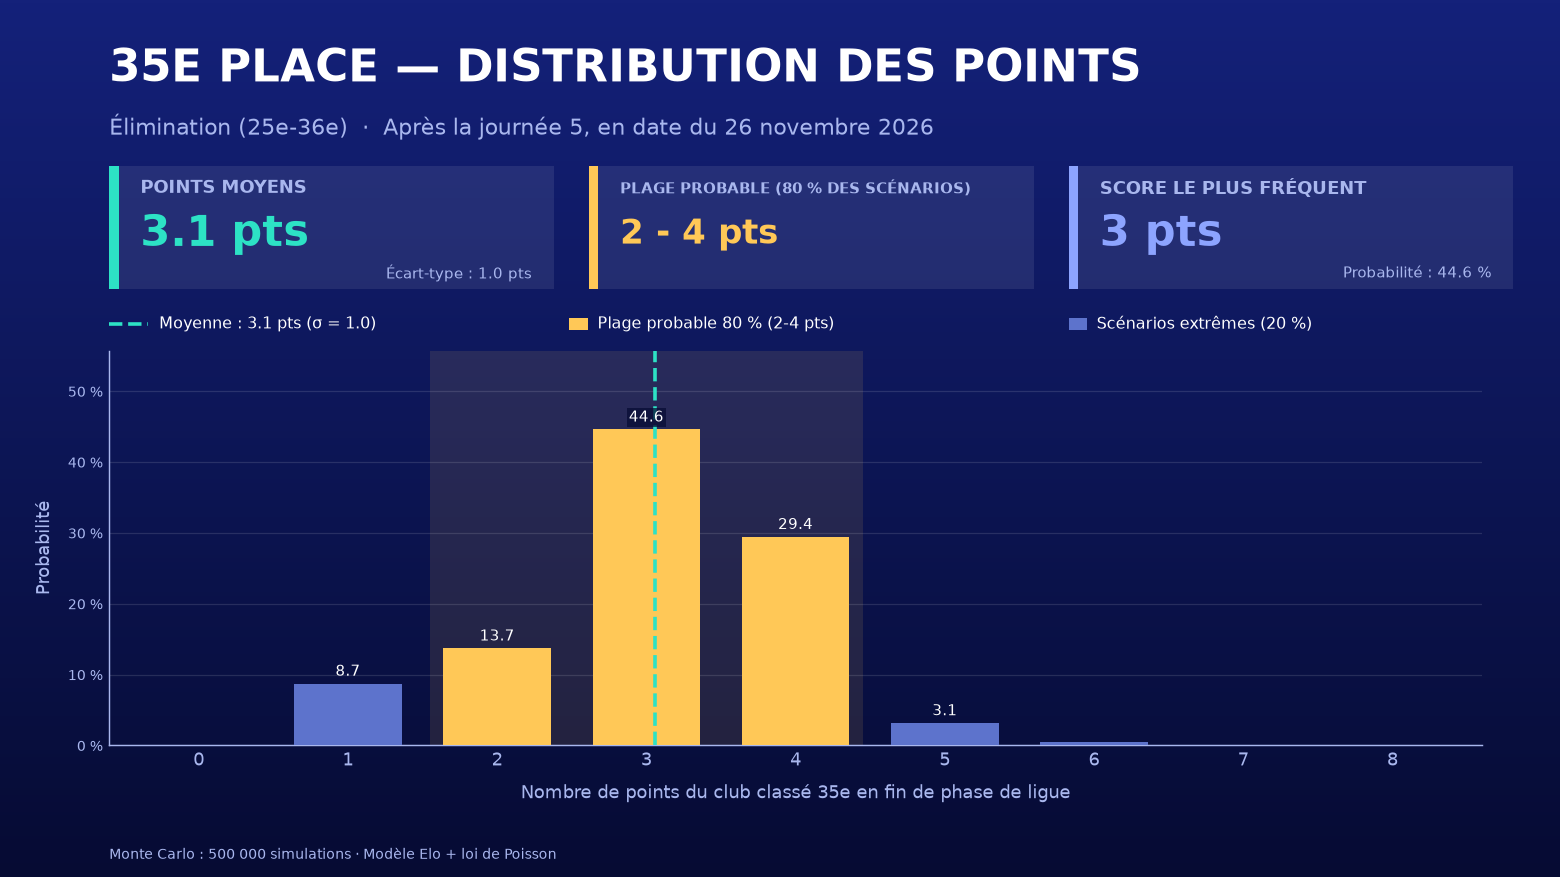 35E PLACE — DISTRIBUTION DES POINTS
Élimination (25e-36e) · Après la journée 5, en date du 26 novembre 2026
POINTS MOYENS
3.1 pts
Écart-type : 1.0 pts
PLAGE PROBABLE (80 % DES SCÉNARIOS)
2 - 4 pts
SCORE LE PLUS FRÉQUENT
3 pts
Probabilité : 44.6 %
Moyenne : 3.1 pts (σ = 1.0)
Plage probable 80 % (2-4 pts)
Scénarios extrêmes (20 %)
Probabilité
50 %
40 %
30 %
20 %
10 %
0 %
8.7
13.7
44.6
29.4
3.1
0 1 2 3 4 5 6 7 8
Nombre de points du club classé 35e en fin de phase de ligue
Monte Carlo : 500 000 simulations · Modèle Elo + loi de Poisson